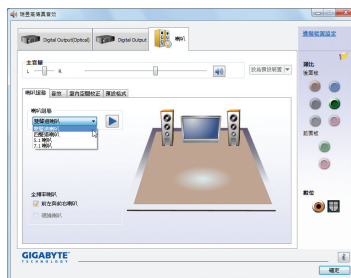 瑞昱高傳真音效
Digital Output(Optical)
Digital Output
喇叭
進階裝置設定
主音量
L
R
設為預設裝置
類比
後面板
喇叭組態
音效
室內空間校正
預設格式
喇叭組態
雙聲道喇叭
雙聲道喇叭
四聲道喇叭
5.1 喇叭
7.1 喇叭
前面板
全頻率喇叭
前左與前右喇叭
環繞喇叭
數位
GIGABYTE
TECHNOLOGY
確定